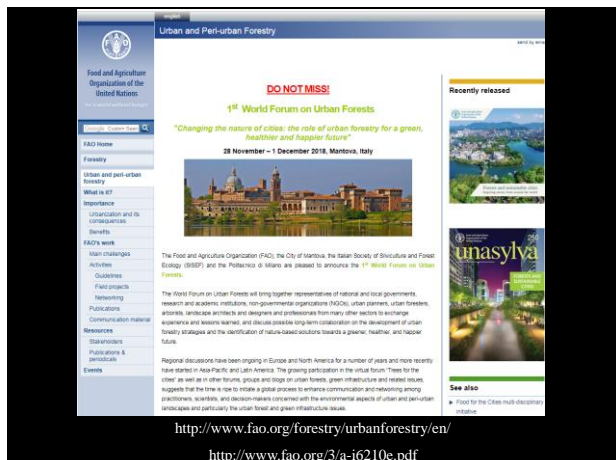 english
Urban and Peri-urban Forestry
Food and Agriculture
Organization of the
United Nations
Google Custom Sear
FAO Home
Forestry
Urban and peri-urban
forestry
What is it?
Importance
Urbanization and its
consequences
Benefits
FAO's work
Main challenges
Activities
Guidelines
Field projects
Networking
Publications
Communication material
Resources
Stakeholders
Publications &
periodicals
Events
DO NOT MISS!
1st World Forum on Urban Forests
"Changing the nature of cities: the role of urban forestry for a green,
healthier and happier future"
28 November – 1 December 2018, Mantova, Italy
The Food and Agriculture Organization (FAO), the City of Mantova, the Italian Society of Silviculture and Forest
Ecology (SISEF) and the Politecnico di Milano are pleased to announce the 1st World Forum on Urban
Forests.
The World Forum on Urban Forests will bring together representatives of national and local governments,
research and academic institutions, non-governmental organizations (NGOs), urban planners, urban foresters,
arborists, landscape architects and designers and professionals from many other sectors to exchange
experience and lessons learned, and discuss possible long-term collaboration on the development of urban
forestry strategies and the identification of nature-based solutions towards a greener, healthier, and happier
future.
Regional discussions have been ongoing in Europe and North America for a number of years and more recently
have started in Asia-Pacific and Latin America. The growing participation in the virtual forum 'Trees for the
cities' as well as in other forums, groups and blogs on urban forests, green infrastructure and related issues,
suggests that the time is ripe to initiate a global process to enhance communication and networking among
practitioners, scientists, and decision-makers concerned with the environmental aspects of urban and peri-urban
landscapes and particularly the urban forest and green infrastructure issues.
send by ema
Recently released
Forests and sustainable cities
unasylva
250
FORESTS AND
SUSTAINABLE
CITIES
See also
Food for the Cities multi-disciplinary
initiative
http://www.fao.org/forestry/urbanforestry/en/
http://www.fao.org/3/a-i6210e.pdf